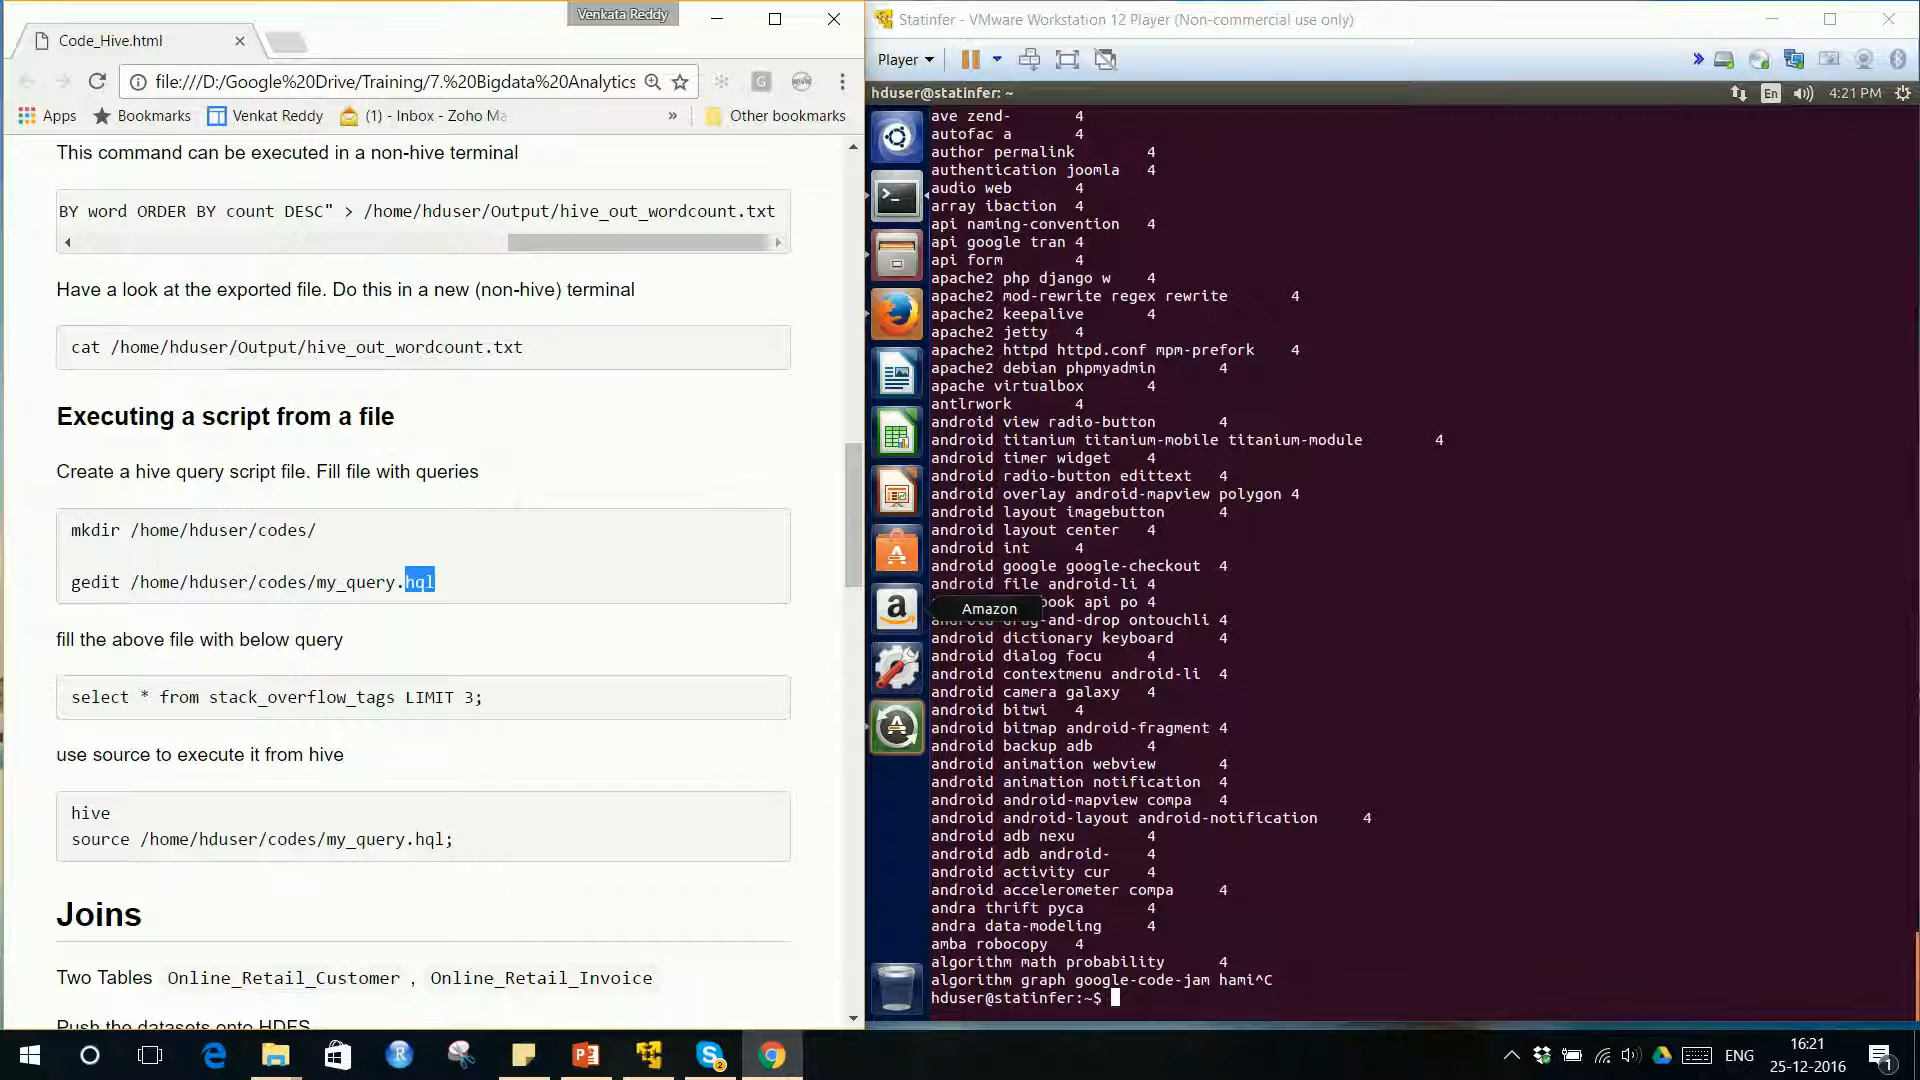 Venkata Reddy
Code_Hive.html
file:///D:/Google%20Drive/Training/7.%20Bigdata%20Analytics
Apps
Bookmarks
Venkat Reddy
(1) - Inbox - Zoho Ma
»
Other bookmarks
This command can be executed in a non-hive terminal
BY word ORDER BY count DESC" > /home/hduser/Output/hive_out_wordcount.txt
Have a look at the exported file. Do this in a new (non-hive) terminal
cat /home/hduser/Output/hive_out_wordcount.txt
Executing a script from a file
Create a hive query script file. Fill file with queries
mkdir /home/hduser/codes/
gedit /home/hduser/codes/my_query.hql
fill the above file with below query
select * from stack_overflow_tags LIMIT 3;
use source to execute it from hive
hive
source /home/hduser/codes/my_query.hql;
Joins
Two Tables Online_Retail_Customer , Online_Retail_Invoice
Push the datasets onto HDFS
Statinfer - VMware Workstation 12 Player (Non-commercial use only)
Player
hduser@statinfer: ~
En
4:21 PM
ave zend- 4
autofac a 4
author permalink 4
authentication joomla 4
audio web 4
array ibaction 4
api naming-convention 4
api google tran 4
api form 4
apache2 php django w 4
apache2 mod-rewrite regex rewrite 4
apache2 keepalive 4
apache2 jetty 4
apache2 httpd httpd.conf mpm-prefork 4
apache2 debian phpmyadmin 4
apache virtualbox 4
antlrwork 4
android view radio-button 4
android titanium titanium-mobile titanium-module 4
android timer widget 4
android radio-button edittext 4
android overlay android-mapview polygon 4
android layout imagebutton 4
android layout center 4
android int 4
android google google-checkout 4
android file android-li 4
Amazon
book api po 4
android drag-and-drop ontouchli 4
android dictionary keyboard 4
android dialog focu 4
android contextmenu android-li 4
android camera galaxy 4
android bitwi 4
android bitmap android-fragment 4
android backup adb 4
android animation webview 4
android animation notification 4
android android-mapview compa 4
android android-layout android-notification 4
android adb nexu 4
android adb android- 4
android activity cur 4
android accelerometer compa 4
andra thrift pyca 4
andra data-modeling 4
amba robocopy 4
algorithm math probability 4
algorithm graph google-code-jam hami^C
hduser@statinfer:~$
ENG
16:21
25-12-2016
1